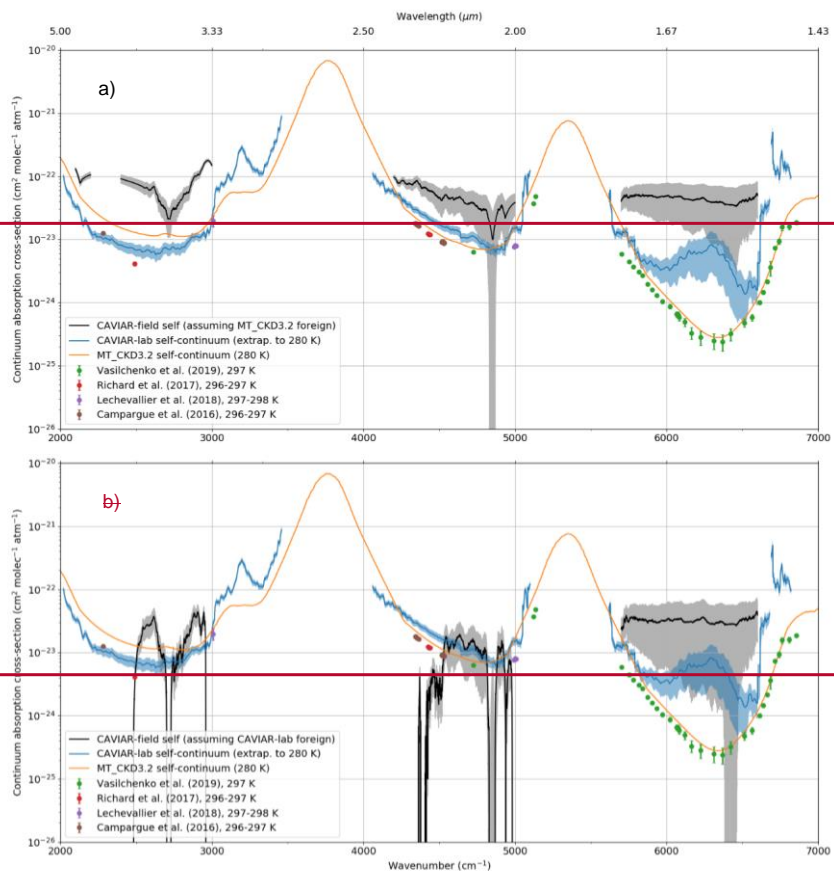 Wavelength (μm)
5.00 3.33 2.50 2.00 1.67 1.43
a)
10⁻²⁰
10⁻²¹
10⁻²²
10⁻²³
10⁻²⁴
10⁻²⁵
10⁻²⁶
Continuum absorption cross-section (cm² molec⁻¹ atm⁻¹)
CAVIAR-field self (assuming MT_CKD3.2 foreign)
CAVIAR-lab self-continuum (extrap. to 280 K)
MT_CKD3.2 self-continuum (280 K)
Vasilchenko et al. (2019), 297 K
Richard et al. (2017), 296-297 K
Lechevallier et al. (2018), 297-298 K
Campargue et al. (2016), 296-297 K
2000 3000 4000 5000 6000 7000
b)
10⁻²⁰
10⁻²¹
10⁻²²
10⁻²³
10⁻²⁴
10⁻²⁵
10⁻²⁶
Continuum absorption cross-section (cm² molec⁻¹ atm⁻¹)
CAVIAR-field self (assuming CAVIAR-lab foreign)
CAVIAR-lab self-continuum (extrap. to 280 K)
MT_CKD3.2 self-continuum (280 K)
Vasilchenko et al. (2019), 297 K
Richard et al. (2017), 296-297 K
Lechevallier et al. (2018), 297-298 K
Campargue et al. (2016), 296-297 K
2000 3000 4000 5000 6000 7000
Wavenumber (cm⁻¹)